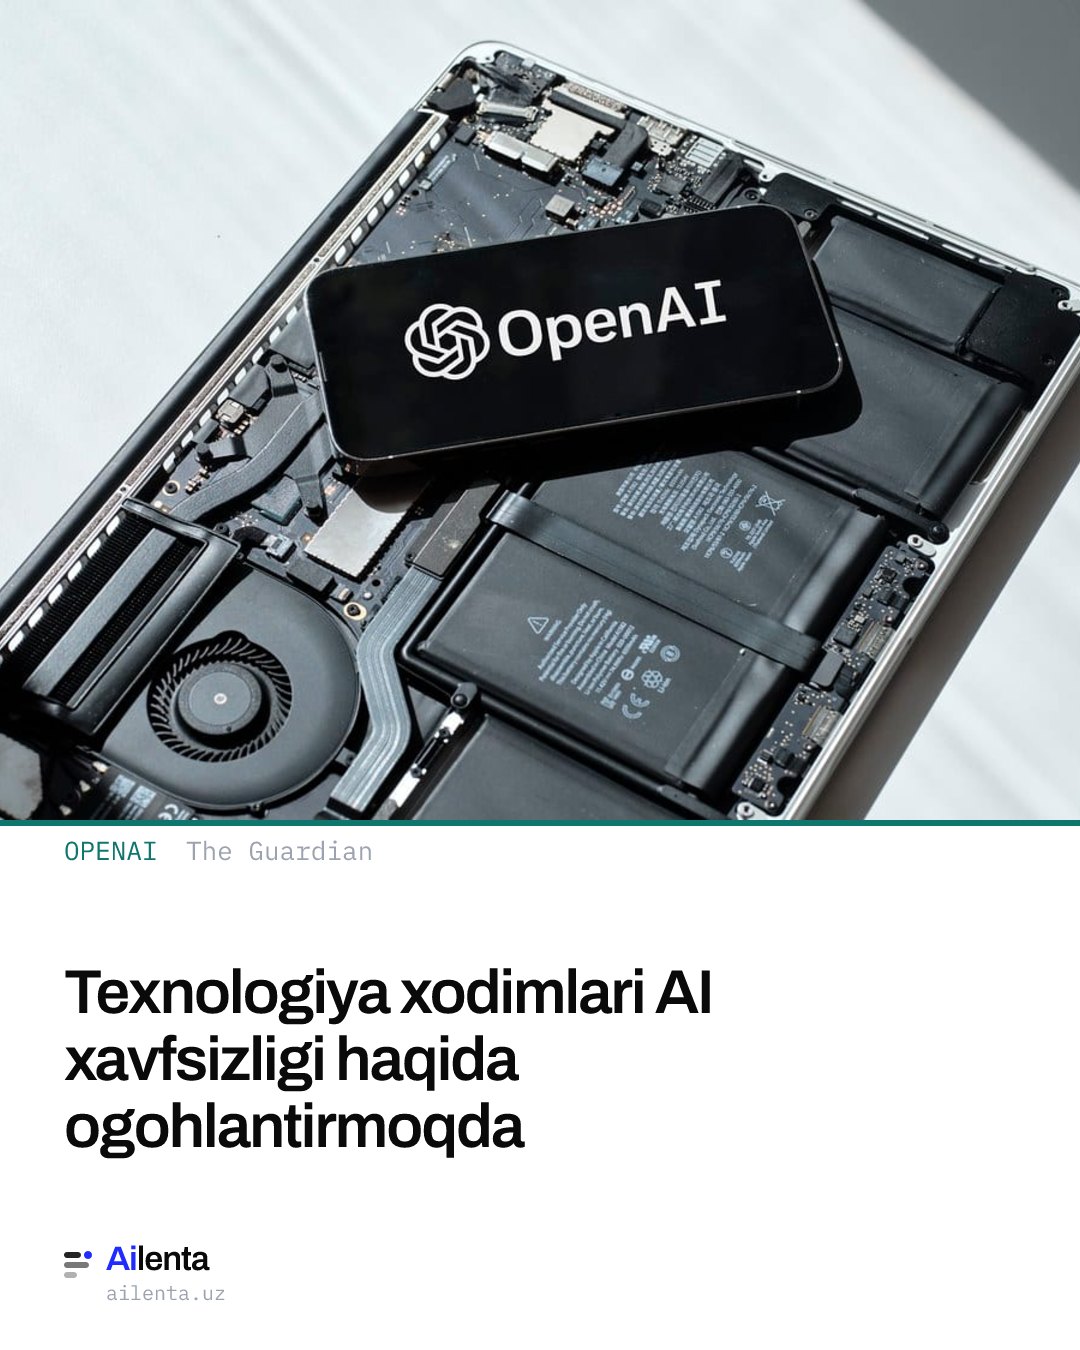 OpenAI
OPENAI The Guardian
Texnologiya xodimlari AI
xavfsizligi haqida
ogohlantirmoqda
Ailenta
ailenta.uz